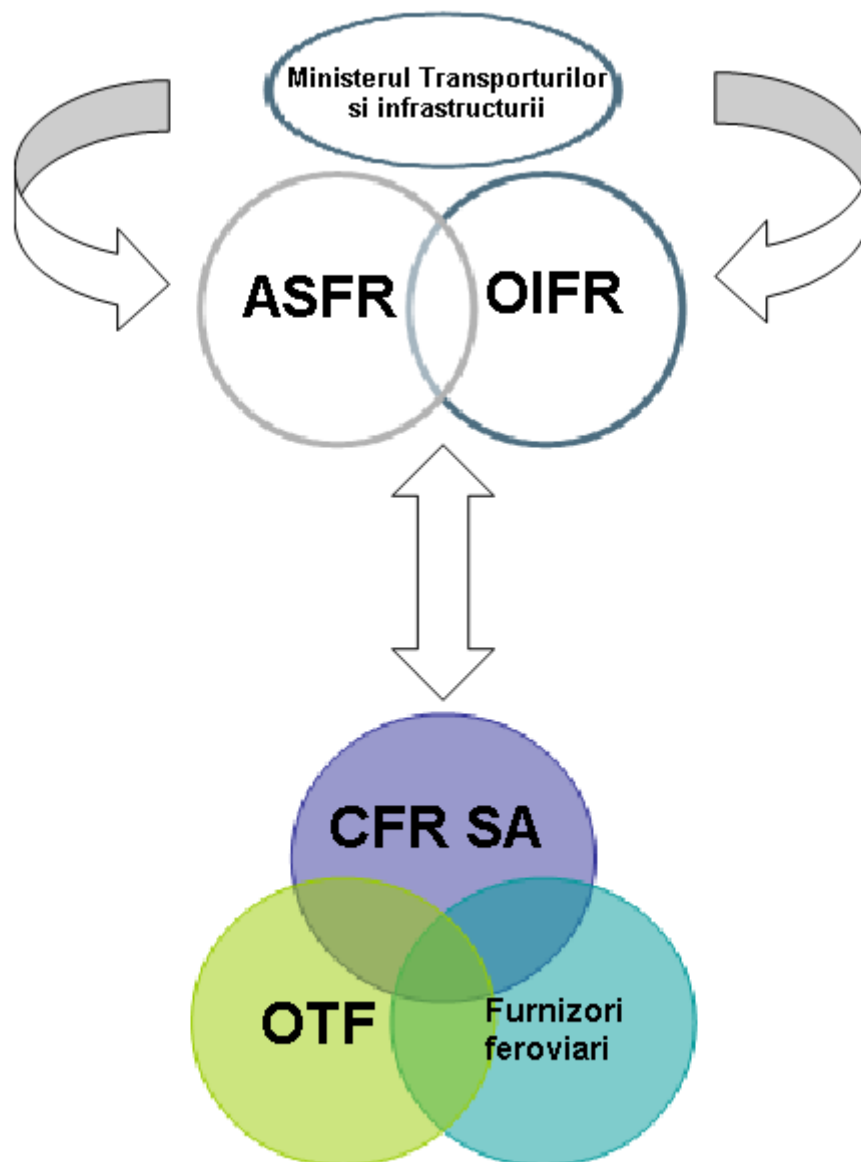 Ministerul Transporturilor
si infrastructurii
ASFR
OIFR
CFR SA
OTF
Furnizori
feroviari